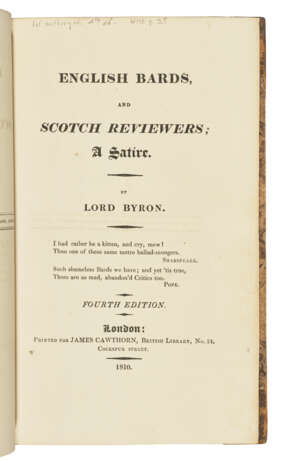 ENGLISH BARDS,
AND
SCOTCH REVIEWERS;
A Satire.
BY
LORD BYRON.
I had rather be a kitten, and cry, mew!
Than one of these same metre ballad-mongers.
SHAKSPEARE.
Such shameless Bards we have; and yet 'tis true,
There are as mad, abandon'd Critics too.
POPE.
FOURTH EDITION.
London:
PRINTED FOR JAMES CAWTHORN, BRITISH LIBRARY, No. 24,
COCKSPUR STREET.
1810.